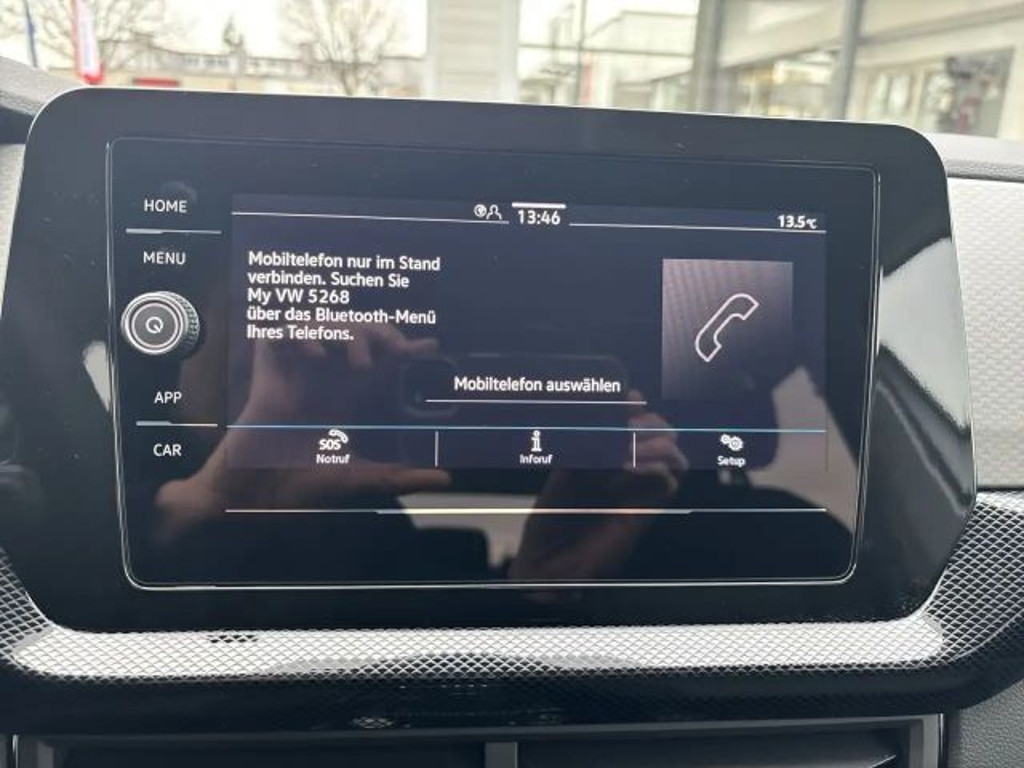 HOME
MENU
APP
CAR
13:46
13.5°C
Mobiltelefon nur im Stand
verbinden. Suchen Sie
My VW 5268
über das Bluetooth-Menü
Ihres Telefons.
Mobiltelefon auswählen
SOS
Notruf
i
Inforuf
Setup